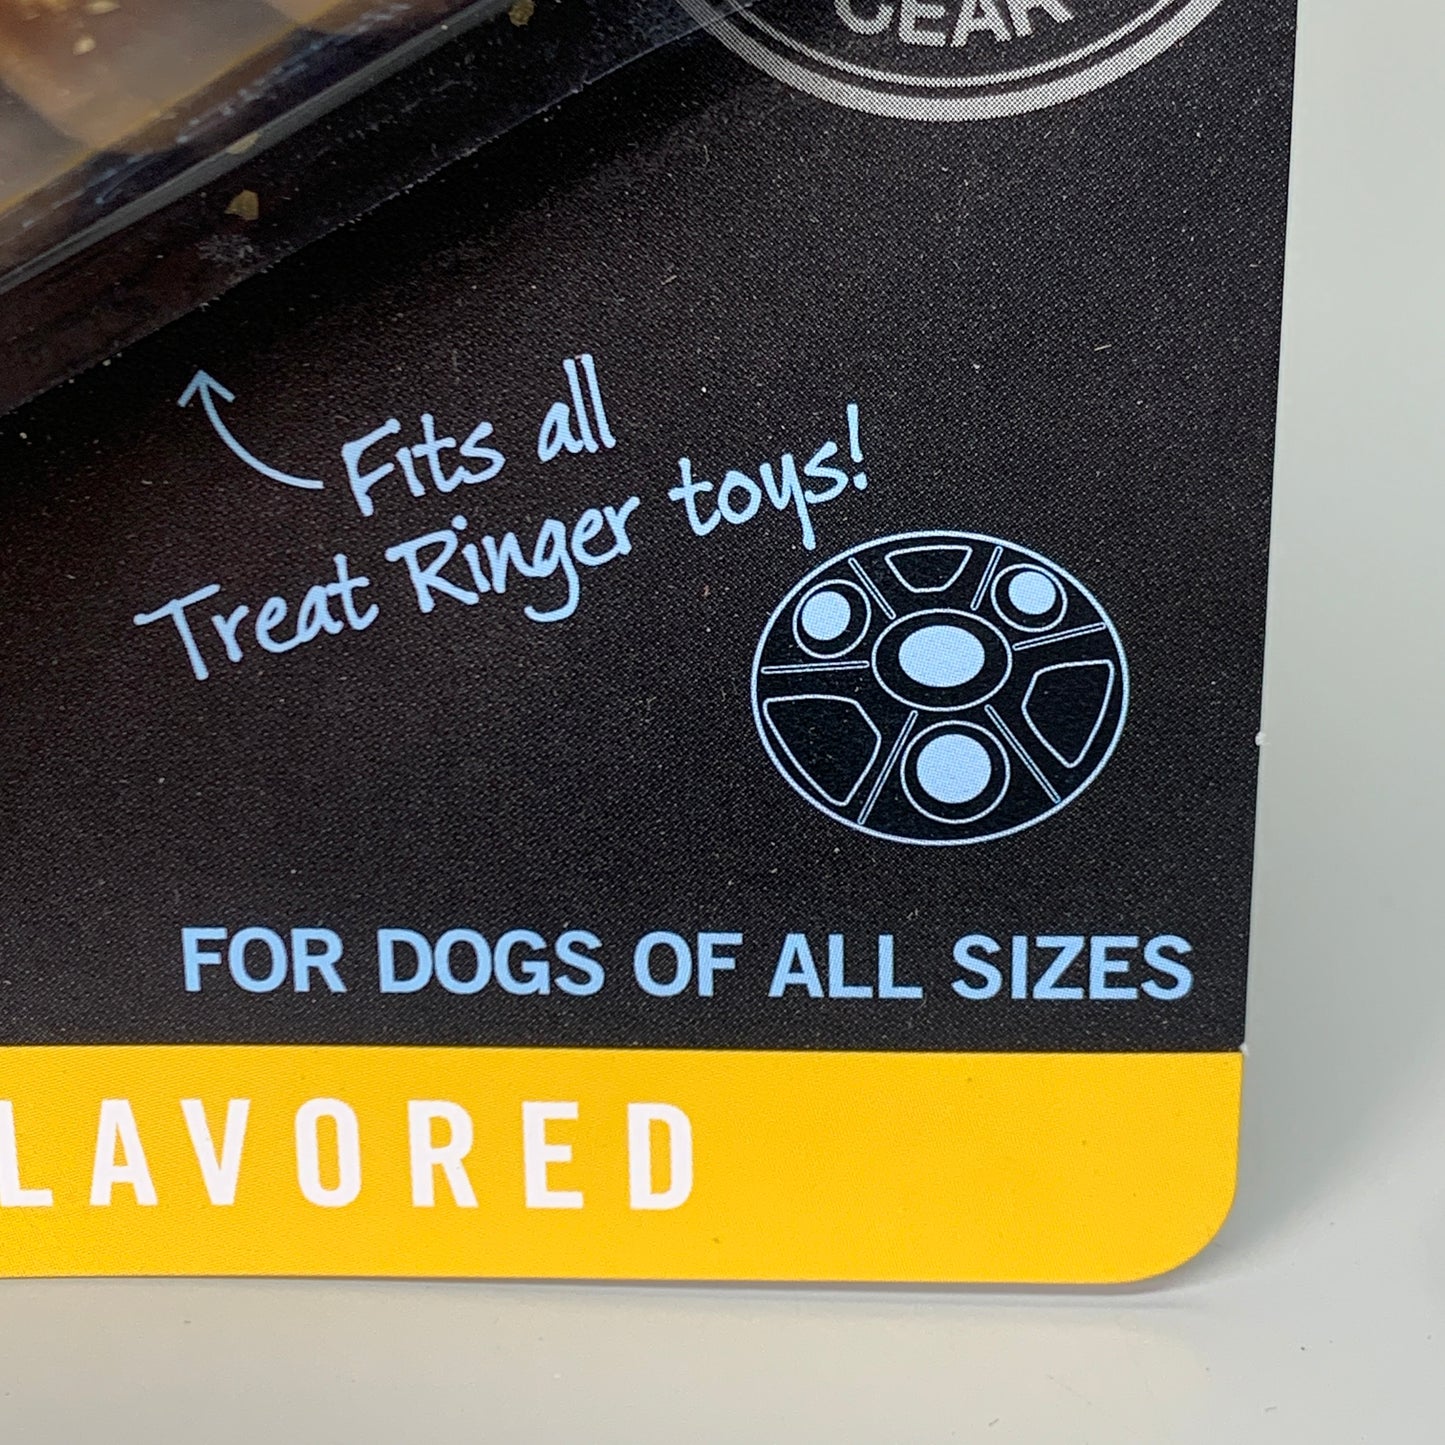 GEAR
Fits all
Treat Ringer toys!
FOR DOGS OF ALL SIZES
LAVORED